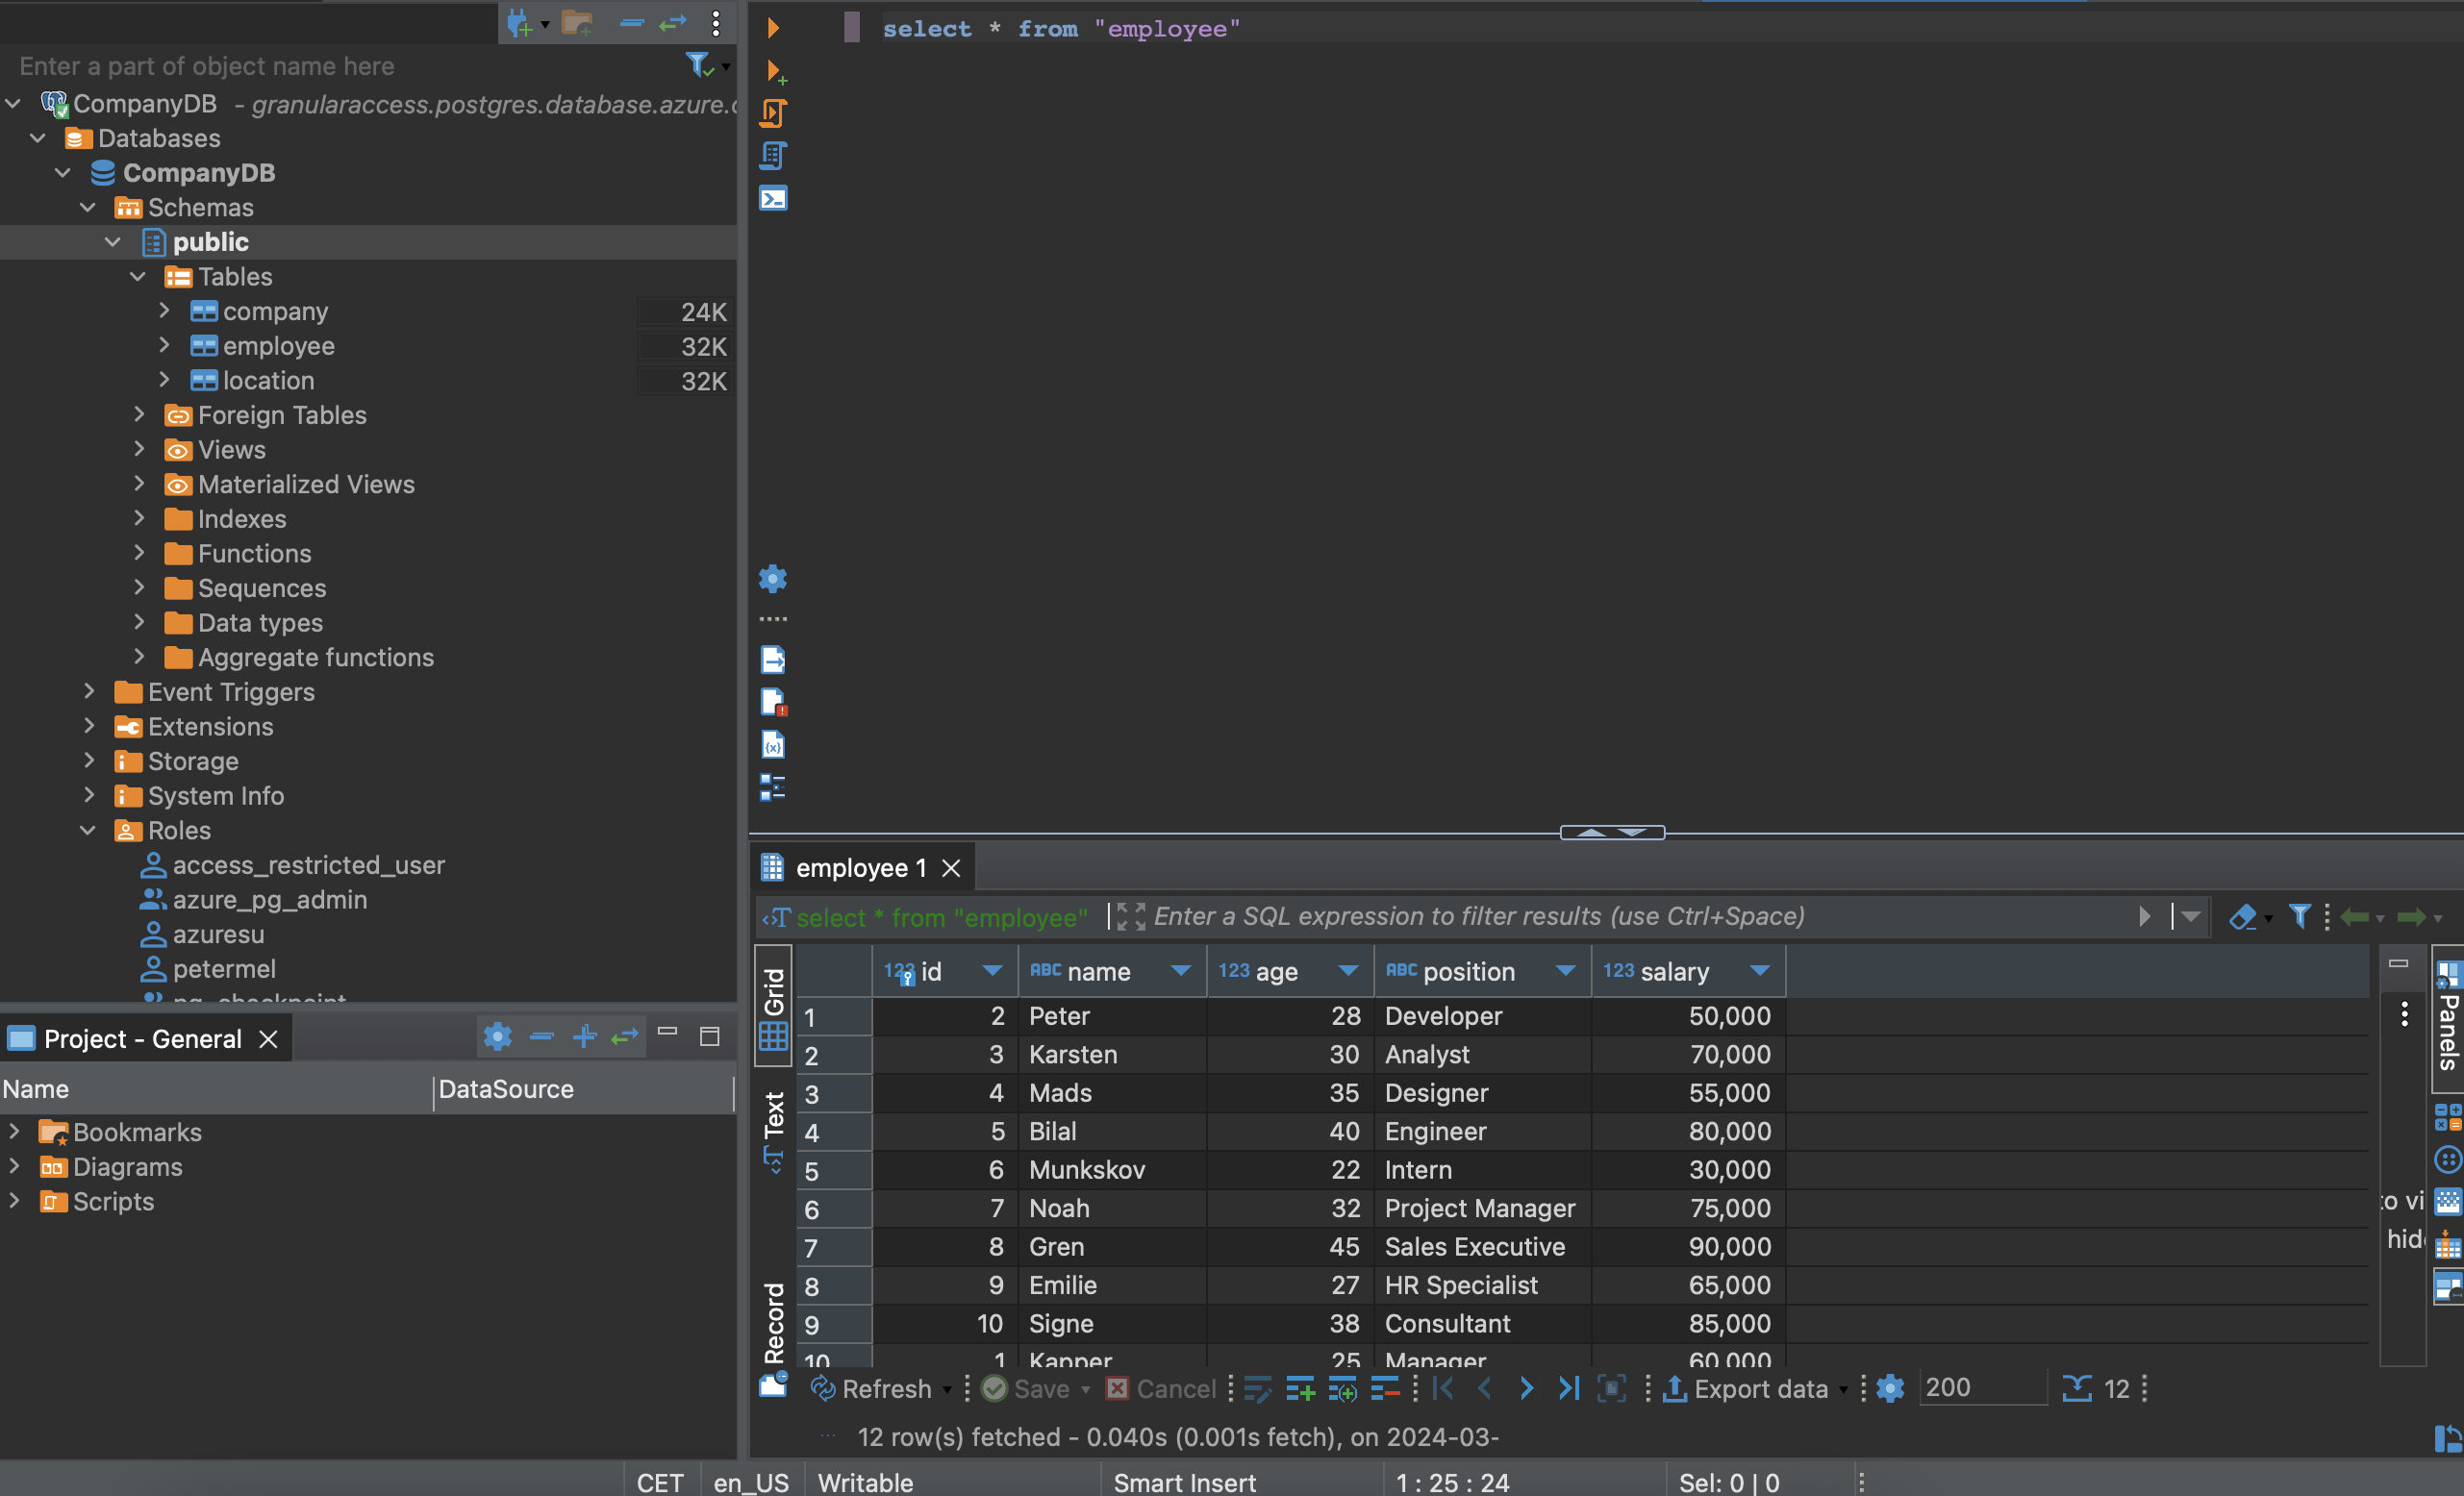 Enter a part of object name here
CompanyDB - granularaccess.postgres.database.azure.c
Databases
CompanyDB
Schemas
public
Tables
company 24K
employee 32K
location 32K
Foreign Tables
Views
Materialized Views
Indexes
Functions
Sequences
Data types
Aggregate functions
Event Triggers
Extensions
Storage
System Info
Roles
access_restricted_user
azure_pg_admin
azuresu
petermel
pg_checkpoint
Project - General
Name DataSource
Bookmarks
Diagrams
Scripts
select * from "employee"
employee 1
select * from "employee" Enter a SQL expression to filter results (use Ctrl+Space)
Grid
Text
Record
123 id ABC name 123 age ABC position 123 salary
1 2 Peter 28 Developer 50,000
2 3 Karsten 30 Analyst 70,000
3 4 Mads 35 Designer 55,000
4 5 Bilal 40 Engineer 80,000
5 6 Munkskov 22 Intern 30,000
6 7 Noah 32 Project Manager 75,000
7 8 Gren 45 Sales Executive 90,000
8 9 Emilie 27 HR Specialist 65,000
9 10 Signe 38 Consultant 85,000
10 1 Kapper 25 Manager 60,000
Panels
to vi
hid
Refresh Save Cancel Export data 200 12
12 row(s) fetched - 0.040s (0.001s fetch), on 2024-03-
CET en_US Writable Smart Insert 1 : 25 : 24 Sel: 0 | 0